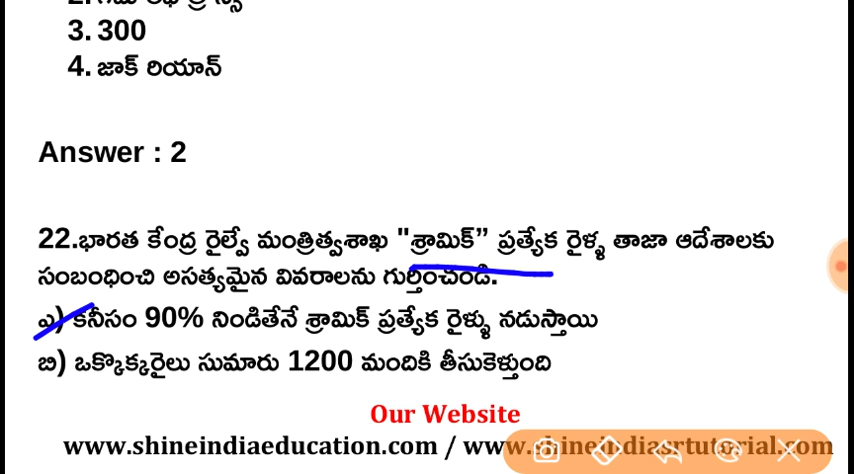 3. 300
4. జాక్ రియాన్
Answer : 2
22.భారత కేంద్ర రైల్వే మంత్రిత్వశాఖ "శ్రామిక్” ప్రత్యేక రైళ్ళ తాజా ఆదేశాలకు
సంబంధించి అసత్యమైన వివరాలను గుర్తించండి.
ఎ) కనీసం 90% నిండితేనే శ్రామిక్ ప్రత్యేక రైళ్ళు నడుస్తాయి
బి) ఒక్కొక్కరైలు సుమారు 1200 మందికి తీసుకెళ్తుంది
Our Website
www.shineindiaeducation.com / www.shineindiasrtutorial.com